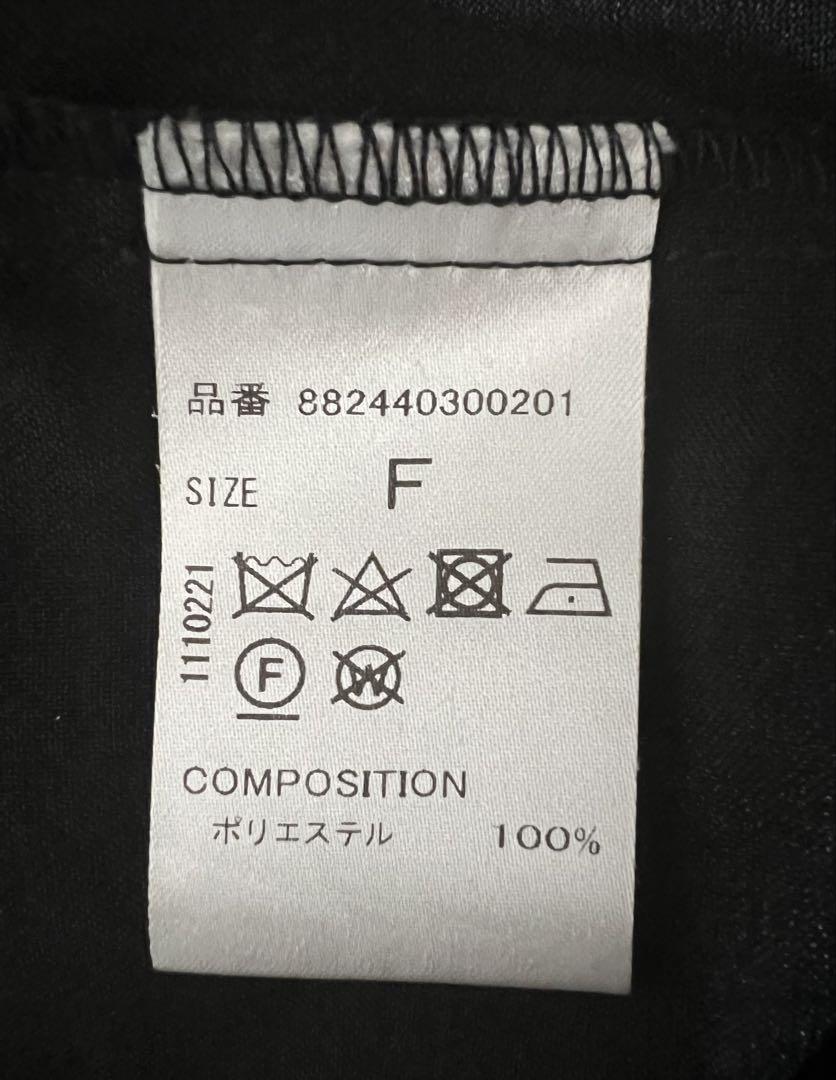 品番 882440300201
SIZE F
1110221
F W
COMPOSITION
ポリエステル 100%